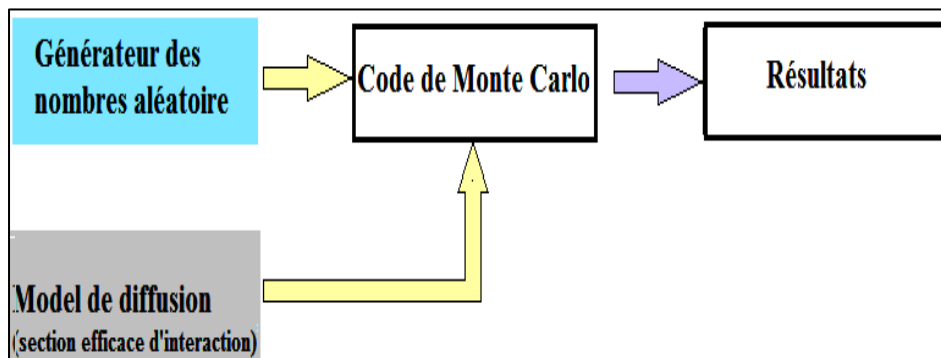 Générateur des
nombres aléatoire
Code de Monte Carlo
Résultats
Model de diffusion
(section efficace d'interaction)